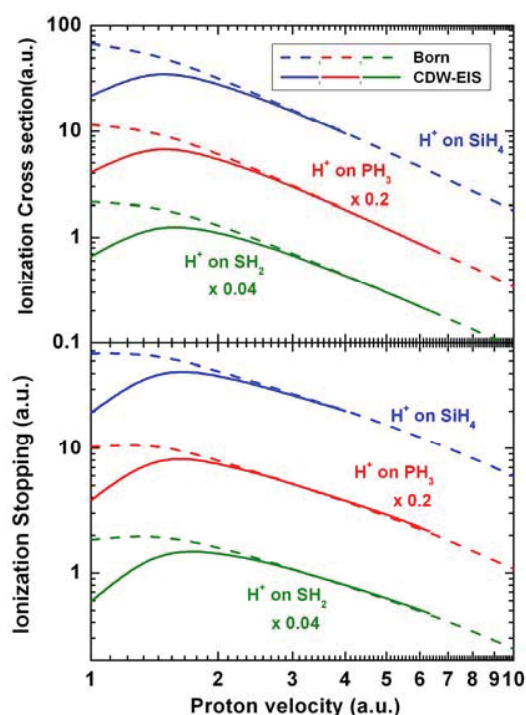 100
10
1
0.1
Ionization Cross section(a.u.)
Born
CDW-EIS
H⁺ on SiH₄
H⁺ on PH₃
x 0.2
H⁺ on SH₂
x 0.04
10
1
Ionization Stopping (a.u.)
H⁺ on SiH₄
H⁺ on PH₃
x 0.2
H⁺ on SH₂
x 0.04
1 2 3 4 5 6 7 8 9 10
Proton velocity (a.u.)